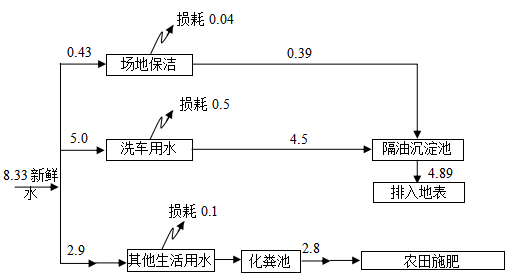 损耗 0.04
0.43
场地保洁
0.39
损耗 0.5
5.0
洗车用水
4.5
隔油沉淀池
8.33 新鲜
水
4.89
排入地表
损耗 0.1
2.9
其他生活用水
化粪池
2.8
农田施肥